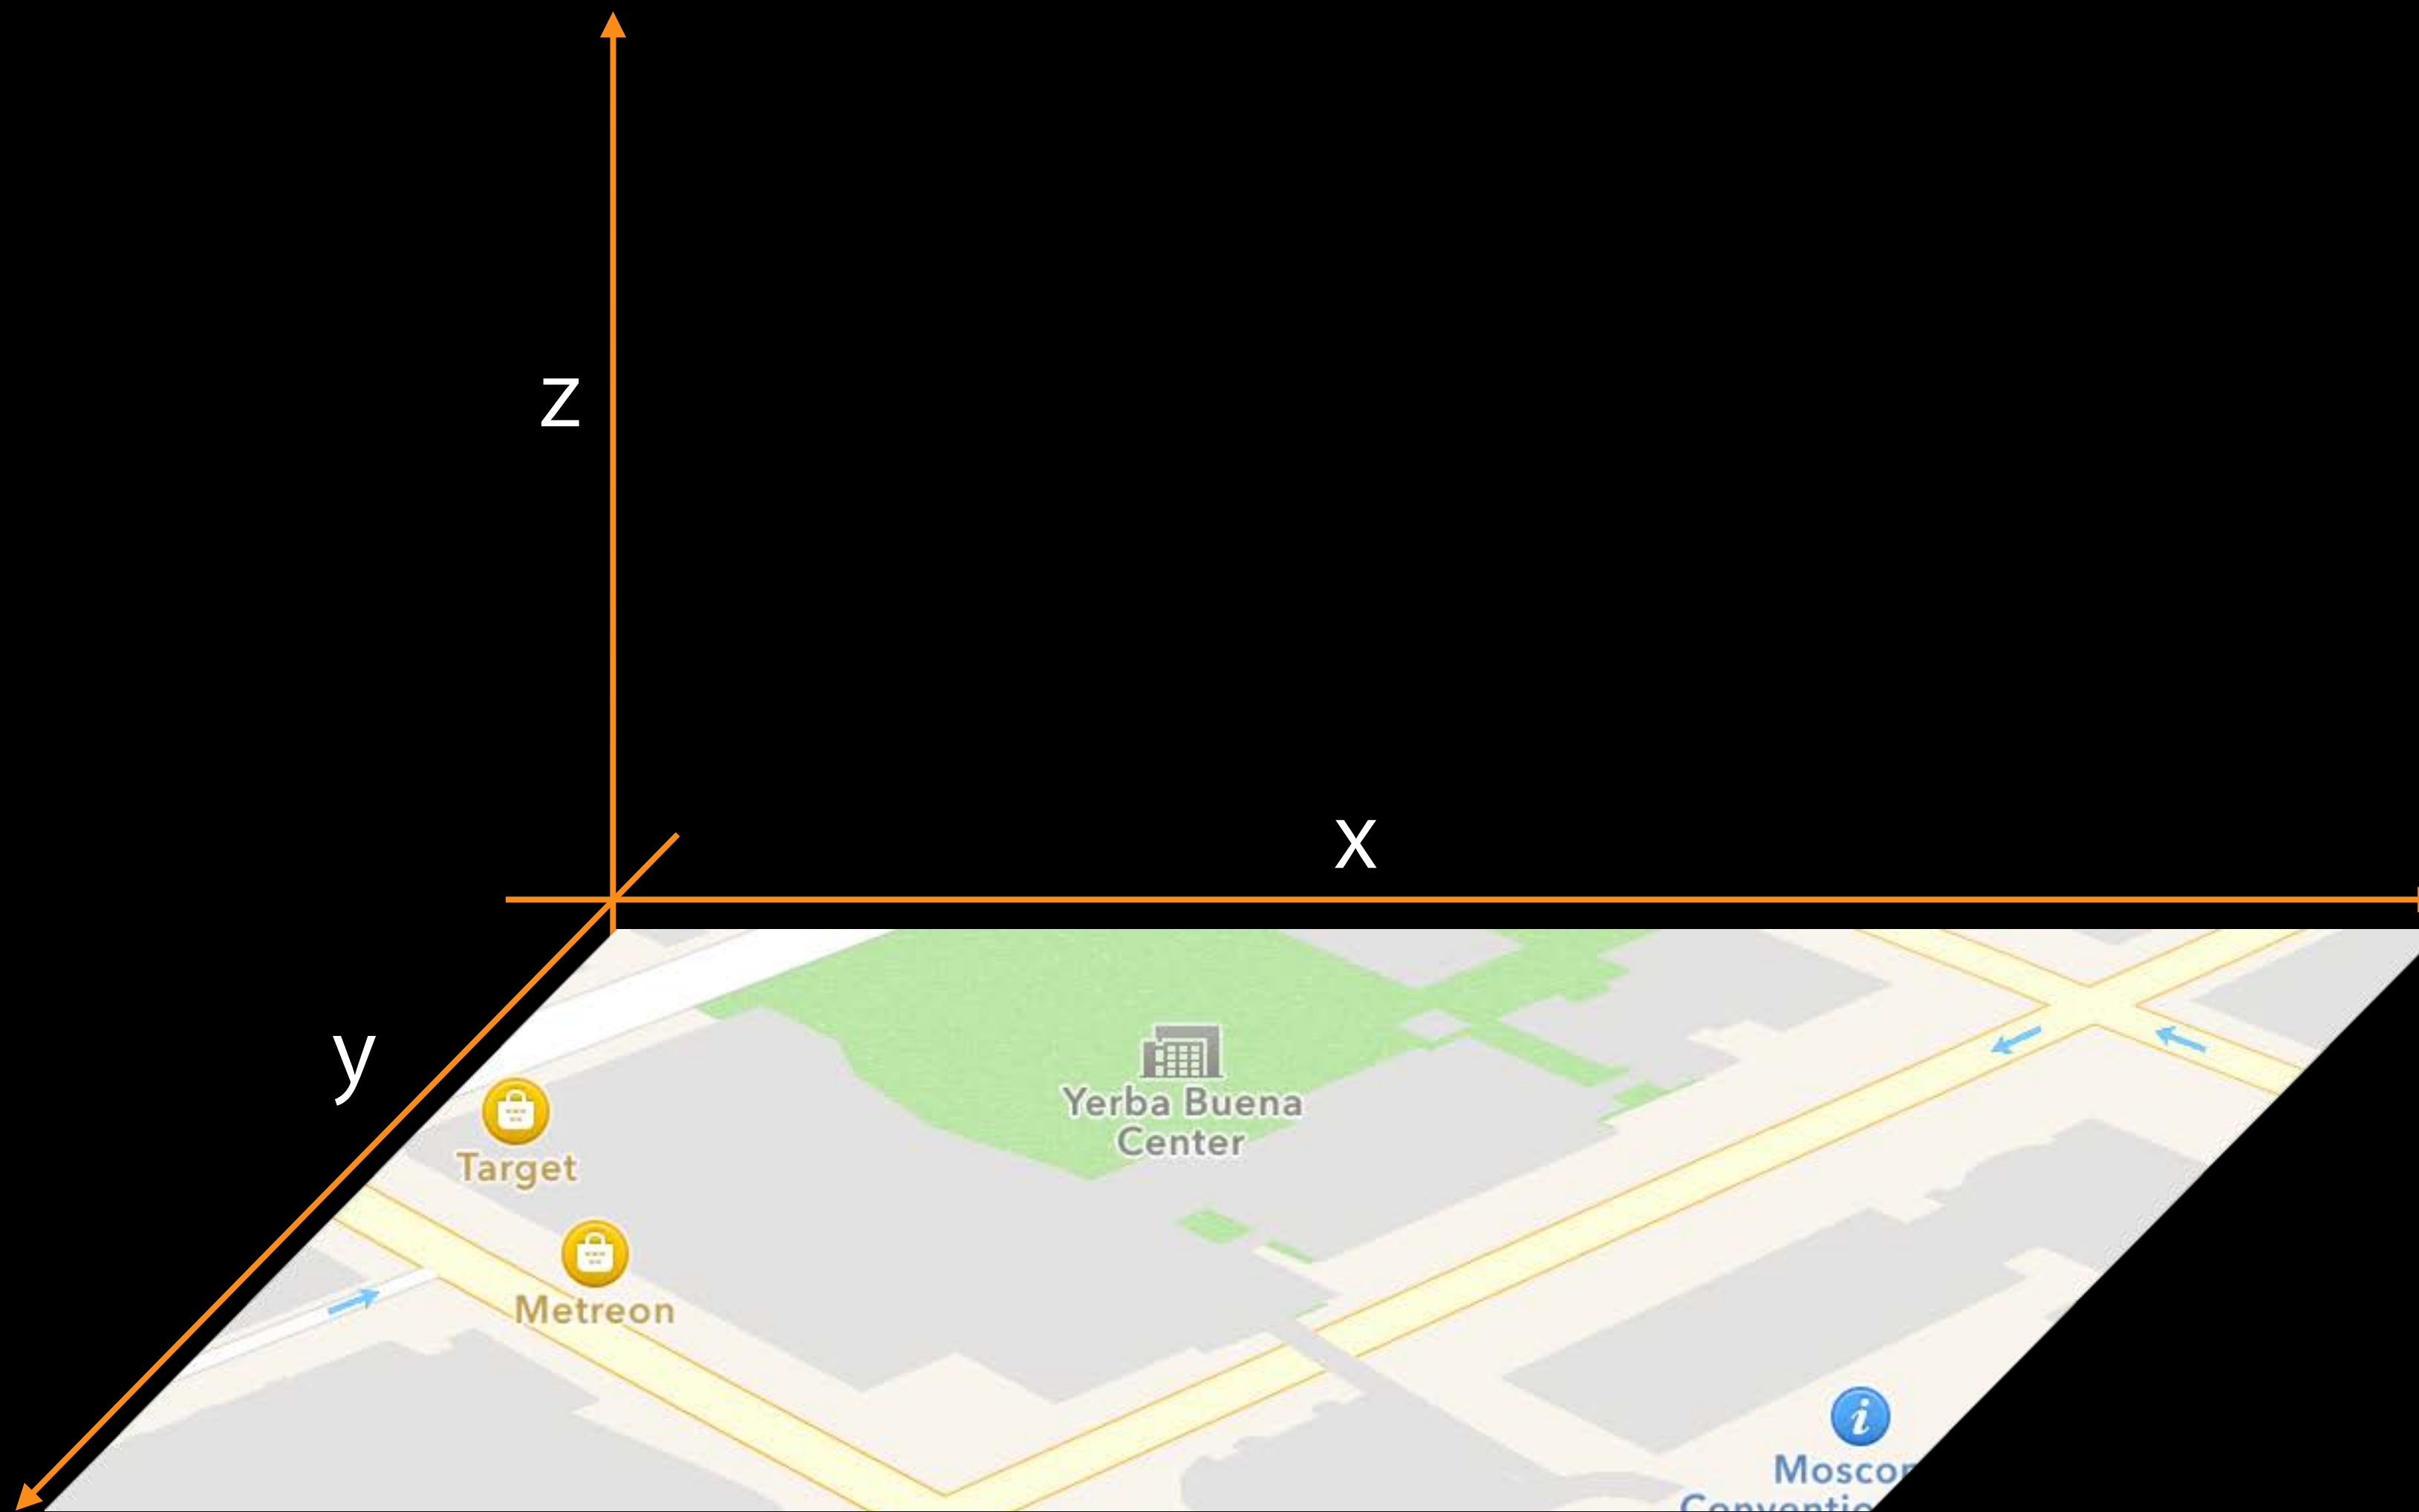 z
x
y
Yerba Buena
Center
Target
Metreon
i